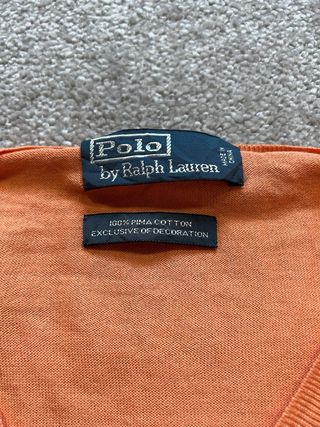 Polo
by Ralph Lauren
MADE IN
CHINA
100% PIMA COTTON
EXCLUSIVE OF DECORATION